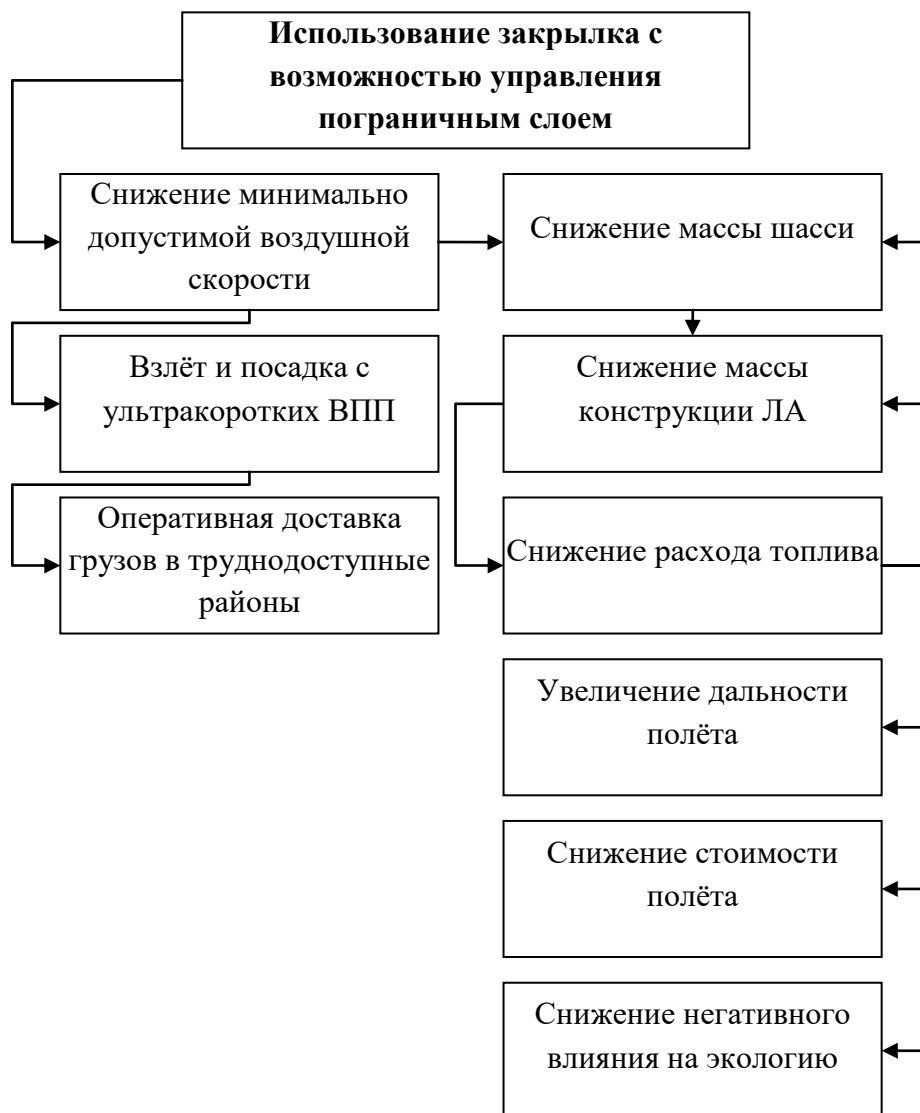 Использование закрылка с
возможностью управления
пограничным слоем
Снижение минимально
допустимой воздушной
скорости
Снижение массы шасси
Взлёт и посадка с
ультракоротких ВПП
Снижение массы
конструкции ЛА
Оперативная доставка
грузов в труднодоступные
районы
Снижение расхода топлива
Увеличение дальности
полёта
Снижение стоимости
полёта
Снижение негативного
влияния на экологию